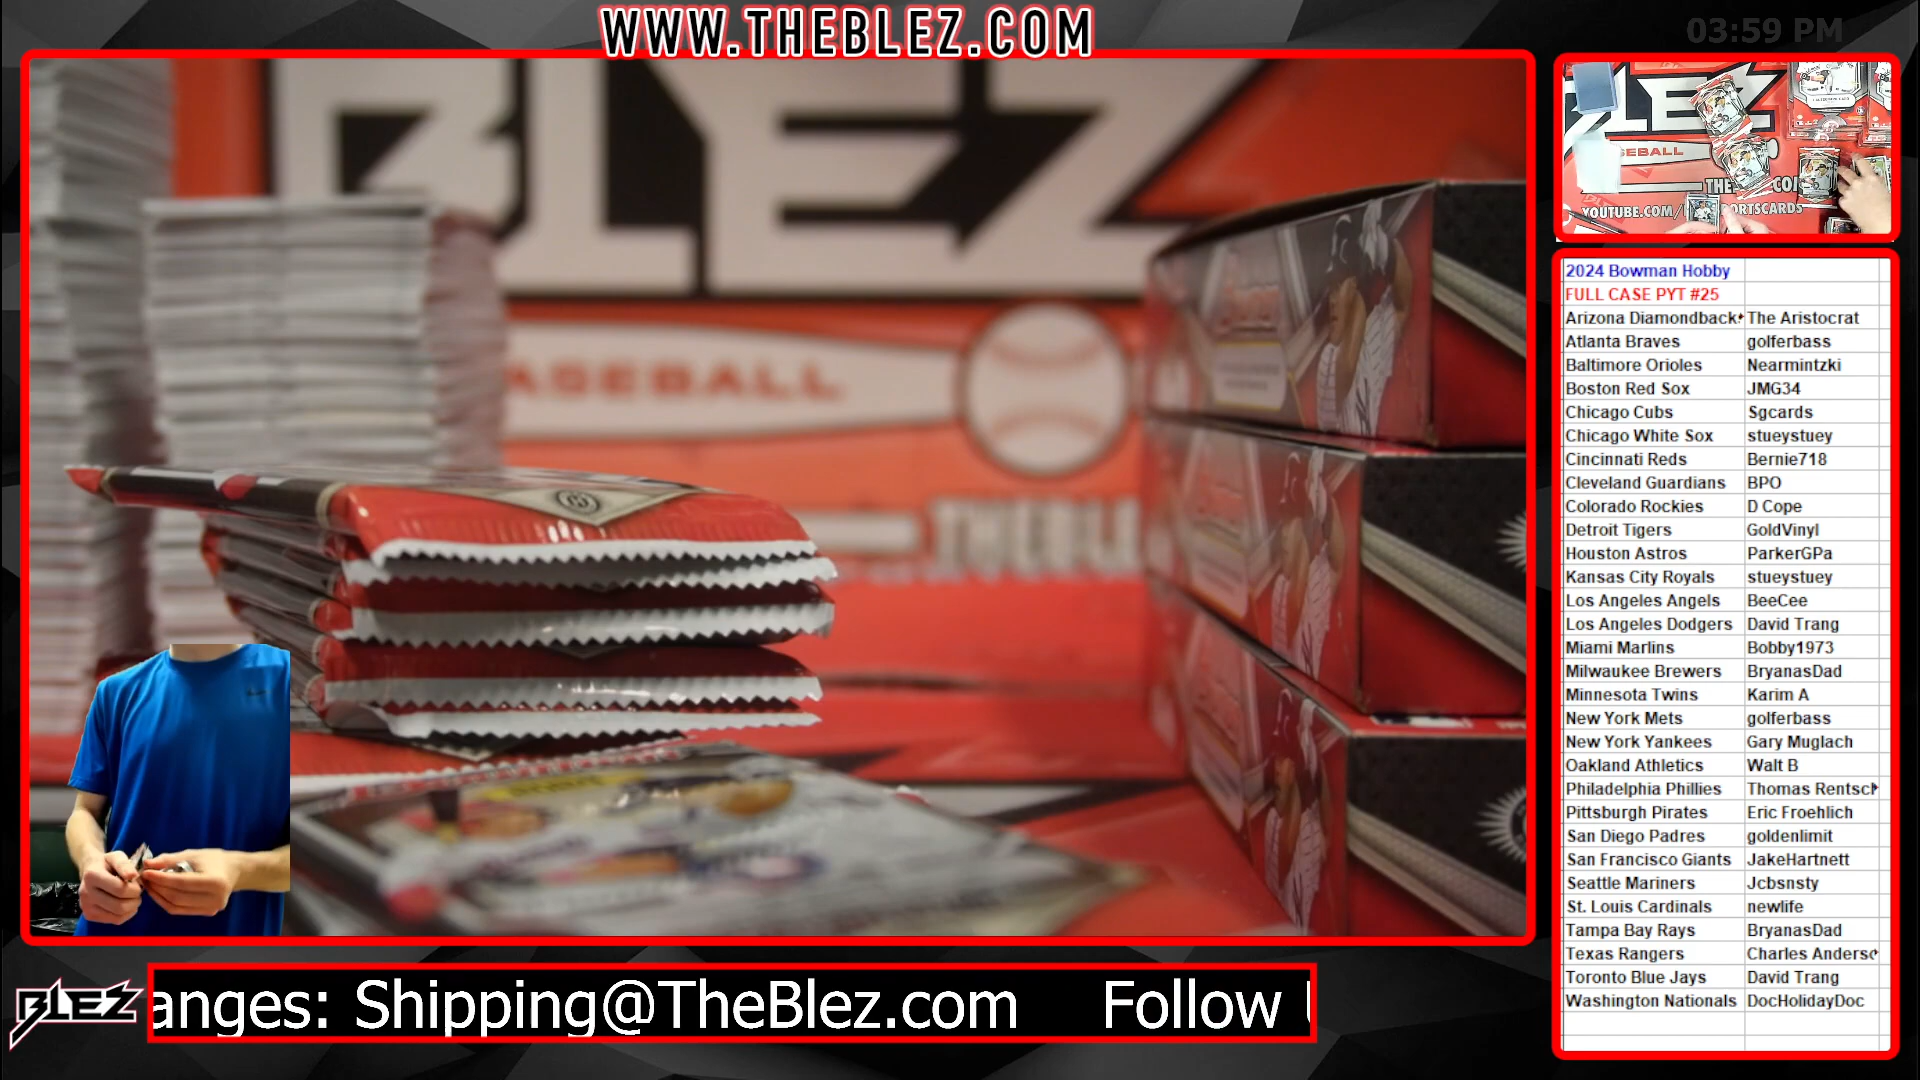 WWW.THEBLEZ.COM
03:59 PM
BLEZ
BASEBALL
THEBLE
BLEZ
SEBALL
THE
CO
YOUTUBE.COM/
ORTSCARDS
2024 Bowman Hobby
FULL CASE PYT #25
Arizona Diamondback The Aristocrat
Atlanta Braves golferbass
Baltimore Orioles Nearmintzki
Boston Red Sox JMG34
Chicago Cubs Sgcards
Chicago White Sox stueystuey
Cincinnati Reds Bernie718
Cleveland Guardians BPO
Colorado Rockies D Cope
Detroit Tigers GoldVinyl
Houston Astros ParkerGPa
Kansas City Royals stueystuey
Los Angeles Angels BeeCee
Los Angeles Dodgers David Trang
Miami Marlins Bobby1973
Milwaukee Brewers BryanasDad
Minnesota Twins Karim A
New York Mets golferbass
New York Yankees Gary Muglach
Oakland Athletics Walt B
Philadelphia Phillies Thomas Rentsch
Pittsburgh Pirates Eric Froehlich
San Diego Padres goldenlimit
San Francisco Giants JakeHartnett
Seattle Mariners Jcbsnsty
St. Louis Cardinals newlife
Tampa Bay Rays BryanasDad
Texas Rangers Charles Anderso
Toronto Blue Jays David Trang
Washington Nationals DocHolidayDoc
BLEZ
anges: Shipping@TheBlez.com Follow